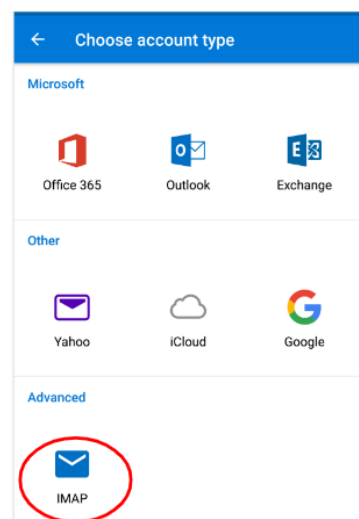 Choose account type
Microsoft
Office 365 Outlook Exchange
Other
Yahoo iCloud Google
Advanced
IMAP